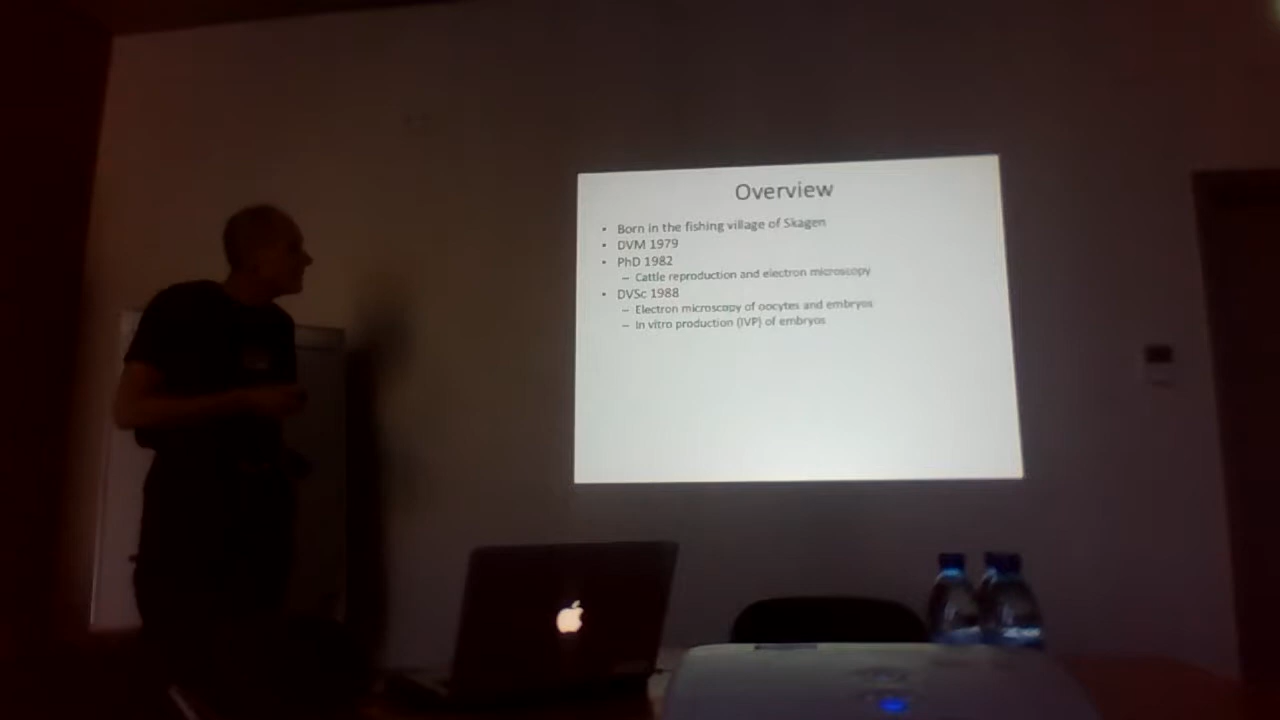 Overview
• Born in the fishing village of Skagen
• DVM 1979
• PhD 1982
– Cattle reproduction and electron microscopy
• DVSc 1988
– Electron microscopy of oocytes and embryos
– In vitro production (IVP) of embryos